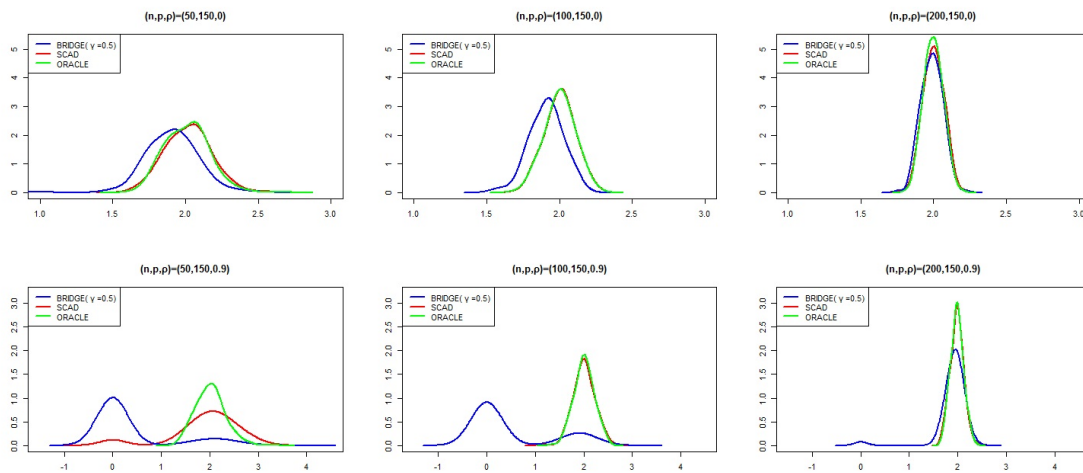 (n,p,ρ)=(50,150,0)
BRIDGE( γ =0.5)
SCAD
ORACLE
0 1 2 3 4 5
1.0 1.5 2.0 2.5 3.0
(n,p,ρ)=(100,150,0)
BRIDGE( γ =0.5)
SCAD
ORACLE
0 1 2 3 4 5
1.0 1.5 2.0 2.5 3.0
(n,p,ρ)=(200,150,0)
BRIDGE( γ =0.5)
SCAD
ORACLE
0 1 2 3 4 5
1.0 1.5 2.0 2.5 3.0
(n,p,ρ)=(50,150,0.9)
BRIDGE( γ =0.5)
SCAD
ORACLE
0.0 0.5 1.0 1.5 2.0 2.5 3.0
-1 0 1 2 3 4
(n,p,ρ)=(100,150,0.9)
BRIDGE( γ =0.5)
SCAD
ORACLE
0.0 0.5 1.0 1.5 2.0 2.5 3.0
-1 0 1 2 3 4
(n,p,ρ)=(200,150,0.9)
BRIDGE( γ =0.5)
SCAD
ORACLE
0.0 0.5 1.0 1.5 2.0 2.5 3.0
-1 0 1 2 3 4